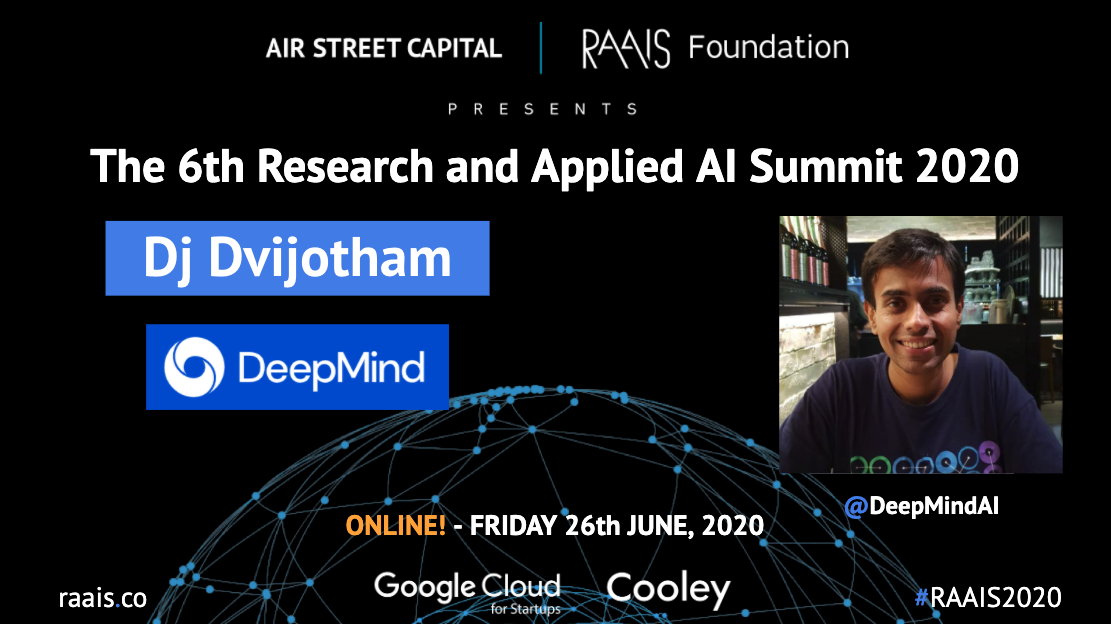 AIR STREET CAPITAL
RAAIS Foundation
PRESENTS
The 6th Research and Applied AI Summit 2020
Dj Dvijotham
DeepMind
@DeepMindAI
ONLINE! - FRIDAY 26th JUNE, 2020
raais.co
Google Cloud
for Startups
Cooley
#RAAIS2020